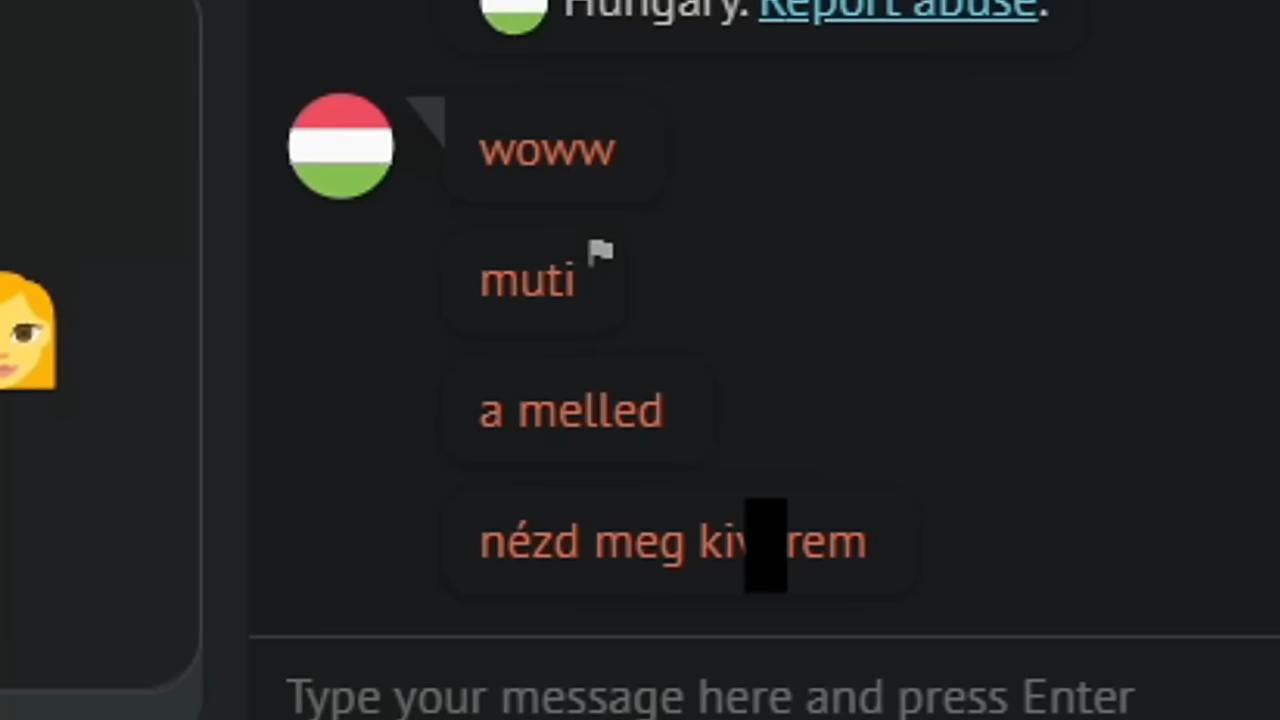 Hungary. Report abuse.
woww
muti
a melled
nézd meg
Type your message here and press Enter